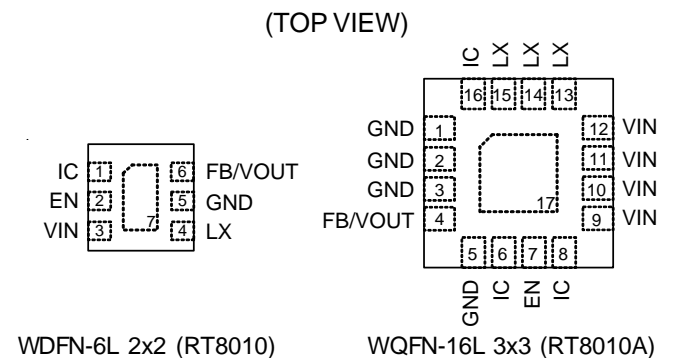 (TOP VIEW)
IC 1
EN 2
VIN 3
6 FB/VOUT
5 GND
4 LX
7
WDFN-6L 2x2 (RT8010)
IC LX LX LX
16 15 14 13
GND 1
GND 2
GND 3
FB/VOUT 4
12 VIN
11 VIN
10 VIN
9 VIN
17
5 6 7 8
GND IC EN IC
WQFN-16L 3x3 (RT8010A)